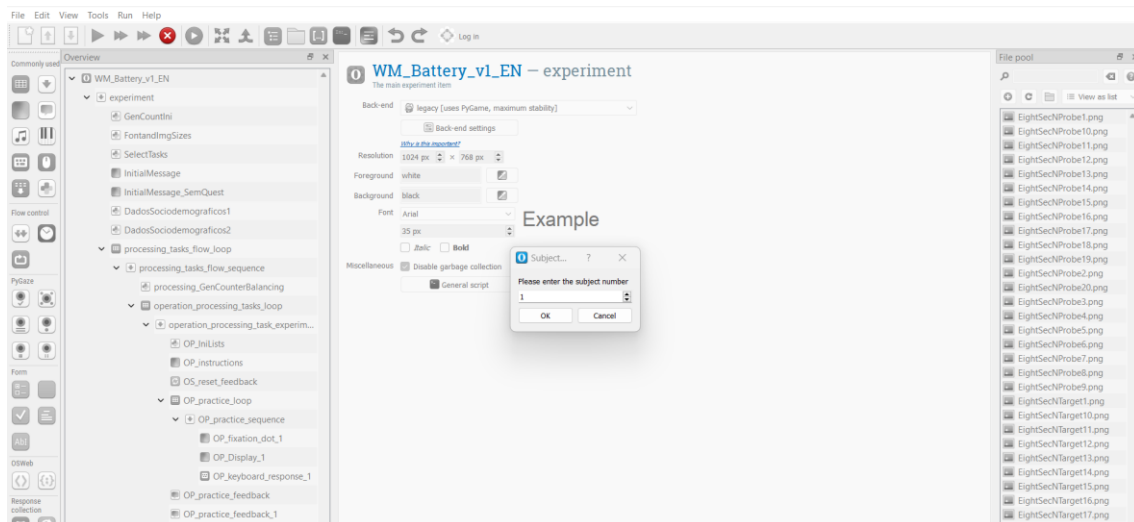 File Edit View Tools Run Help
Log in
Commonly used
Flow control
PyGaze
Form
OSWeb
Response
collection
Overview
WM_Battery_v1_EN
experiment
GenCountIni
FontandImgSizes
SelectTasks
InitialMessage
InitialMessage_SemQuest
DadosSociodemograficos1
DadosSociodemograficos2
processing_tasks_flow_loop
processing_tasks_flow_sequence
processing_GenCounterBalancing
operation_processing_tasks_loop
operation_processing_task_experim...
OP_IniLists
OP_instructions
OS_reset_feedback
OP_practice_loop
OP_practice_sequence
OP_fixation_dot_1
OP_Display_1
OP_keyboard_response_1
OP_practice_feedback
OP_practice_feedback_1
WM_Battery_v1_EN — experiment
The main experiment item
Back-end legacy [uses PyGame, maximum stability]
Back-end settings
Why is this important?
Resolution 1024 px × 768 px
Foreground white
Background black
Font Arial
35 px
Example
Italic Bold
Miscellaneous Disable garbage collection
General script
Subject... ?
Please enter the subject number
1
OK Cancel
File pool
View as list
EightSecNProbe1.png
EightSecNProbe10.png
EightSecNProbe11.png
EightSecNProbe12.png
EightSecNProbe13.png
EightSecNProbe14.png
EightSecNProbe15.png
EightSecNProbe16.png
EightSecNProbe17.png
EightSecNProbe18.png
EightSecNProbe19.png
EightSecNProbe2.png
EightSecNProbe20.png
EightSecNProbe3.png
EightSecNProbe4.png
EightSecNProbe5.png
EightSecNProbe6.png
EightSecNProbe7.png
EightSecNProbe8.png
EightSecNProbe9.png
EightSecNTarget1.png
EightSecNTarget10.png
EightSecNTarget11.png
EightSecNTarget12.png
EightSecNTarget13.png
EightSecNTarget14.png
EightSecNTarget15.png
EightSecNTarget16.png
EightSecNTarget17.png